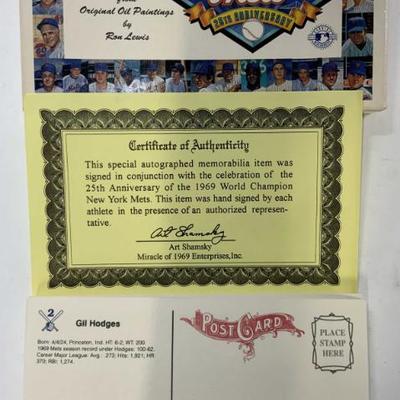 from
Original Oil Paintings
by
Ron Lewis
25TH ANNIVERSARY
Certificate of Authenticity
This special autographed memorabilia item was
signed in conjunction with the celebration of the
25th Anniversary of the 1969 World Champion
New York Mets. This item was hand signed by each
athlete in the presence of an authorized represen-
tative.
Art Shamsky
Art Shamsky
Miracle of 1969 Enterprises, Inc.
2
Gil Hodges
Born: 4/4/24, Princeton, Ind. HT: 6-2; WT: 200.
1969 Mets season record under Hodges: 100-62.
Career Major League: Avg.: .273; Hits: 1,921; HR:
370; RBI: 1,274.
POST CARD
PLACE
STAMP
HERE